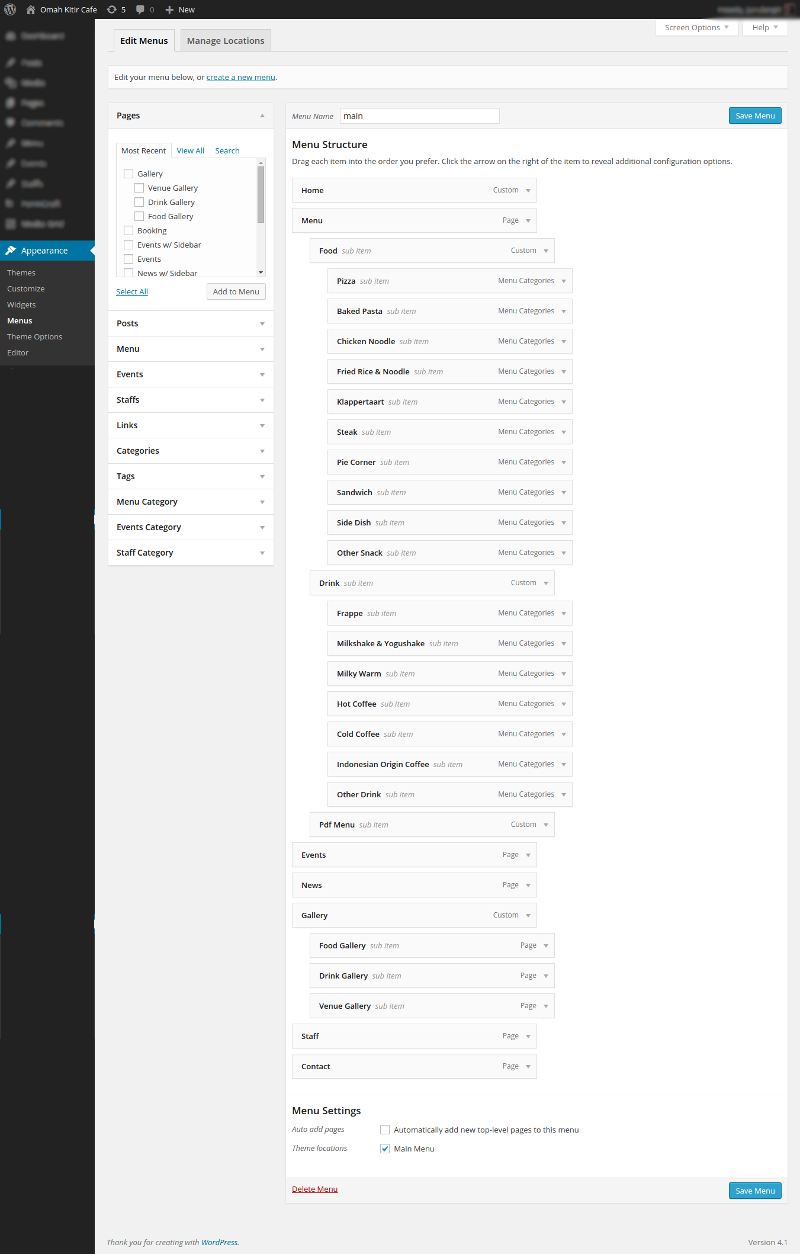 Omah Kitir Cafe 5 0 New
Screen Options Help
Edit Menus Manage Locations
Edit your menu below, or create a new menu.
Appearance
Themes
Customize
Widgets
Menus
Theme Options
Editor
Pages
Most Recent View All Search
Gallery
Venue Gallery
Drink Gallery
Food Gallery
Booking
Events w/ Sidebar
Events
News w/ Sidebar
Select All Add to Menu
Posts
Menu
Events
Staffs
Links
Categories
Tags
Menu Category
Events Category
Staff Category
Menu Name main Save Menu
Menu Structure
Drag each item into the order you prefer. Click the arrow on the right of the item to reveal additional configuration options.
Home Custom
Menu Page
Food sub item Custom
Pizza sub item Menu Categories
Baked Pasta sub item Menu Categories
Chicken Noodle sub item Menu Categories
Fried Rice & Noodle sub item Menu Categories
Klappertaart sub item Menu Categories
Steak sub item Menu Categories
Pie Corner sub item Menu Categories
Sandwich sub item Menu Categories
Side Dish sub item Menu Categories
Other Snack sub item Menu Categories
Drink sub item Custom
Frappe sub item Menu Categories
Milkshake & Yogushake sub item Menu Categories
Milky Warm sub item Menu Categories
Hot Coffee sub item Menu Categories
Cold Coffee sub item Menu Categories
Indonesian Origin Coffee sub item Menu Categories
Other Drink sub item Menu Categories
Pdf Menu sub item Custom
Events Page
News Page
Gallery Custom
Food Gallery sub item Page
Drink Gallery sub item Page
Venue Gallery sub item Page
Staff Page
Contact Page
Menu Settings
Auto add pages Automatically add new top-level pages to this menu
Theme locations Main Menu
Delete Menu Save Menu
Thank you for creating with WordPress. Version 4.1